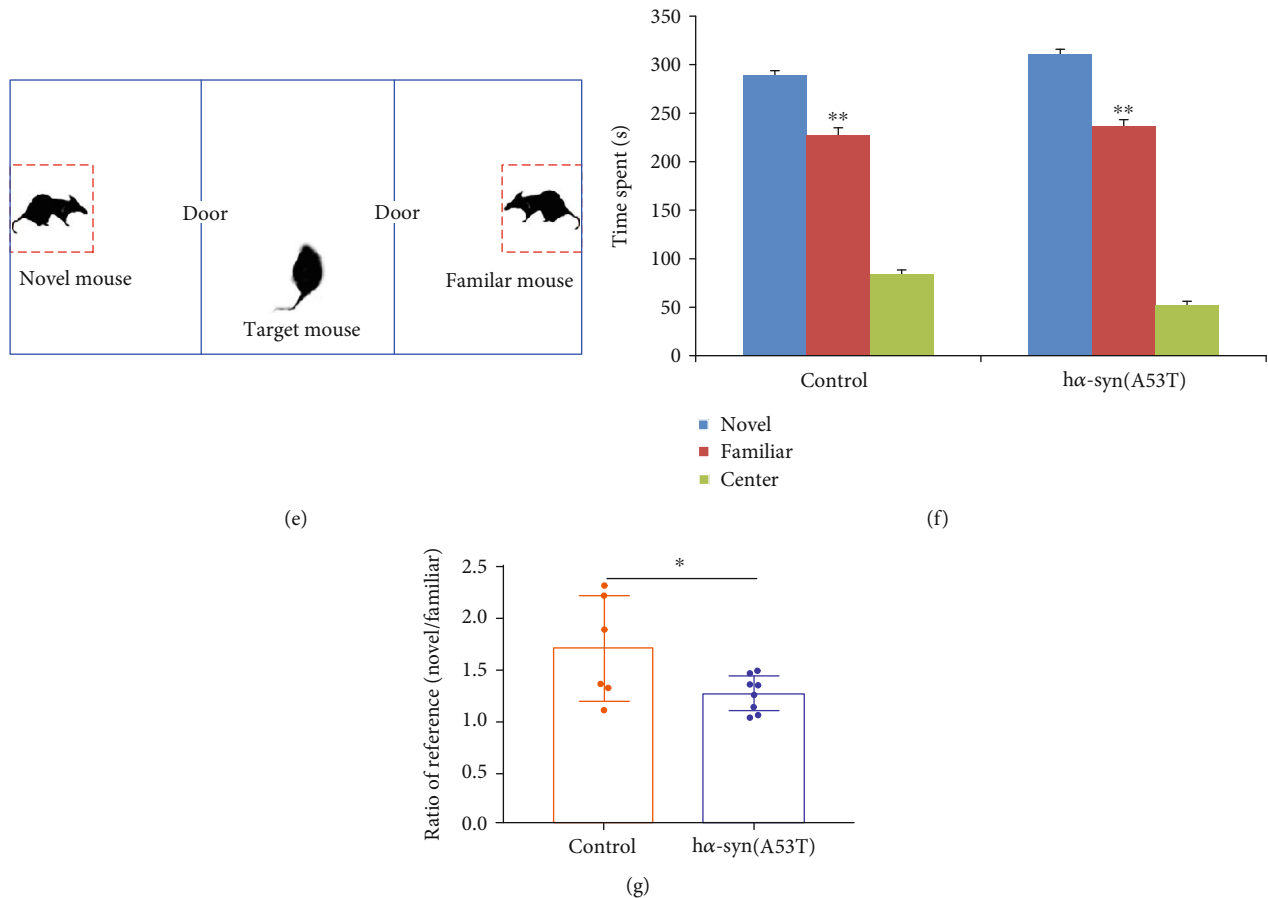 Door
Door
Novel mouse
Familar mouse
Target mouse
(e)
Time spent (s)
350
300
250
200
150
100
50
0
**
**
Control
hα-syn(A53T)
Novel
Familiar
Center
(f)
Ratio of reference (novel/familiar)
2.5
2.0
1.5
1.0
0.5
0.0
*
Control
hα-syn(A53T)
(g)